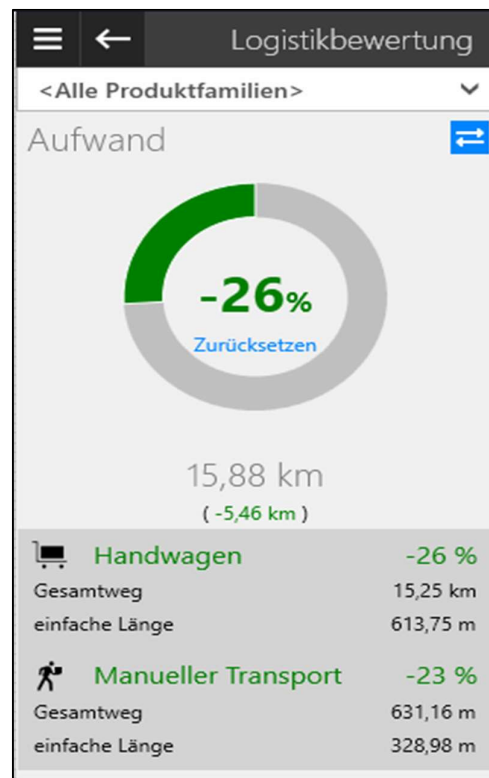 Logistikbewertung
<Alle Produktfamilien>
Aufwand
-26%
Zurücksetzen
15,88 km
( -5,46 km )
Handwagen -26 %
Gesamtweg 15,25 km
einfache Länge 613,75 m
Manueller Transport -23 %
Gesamtweg 631,16 m
einfache Länge 328,98 m